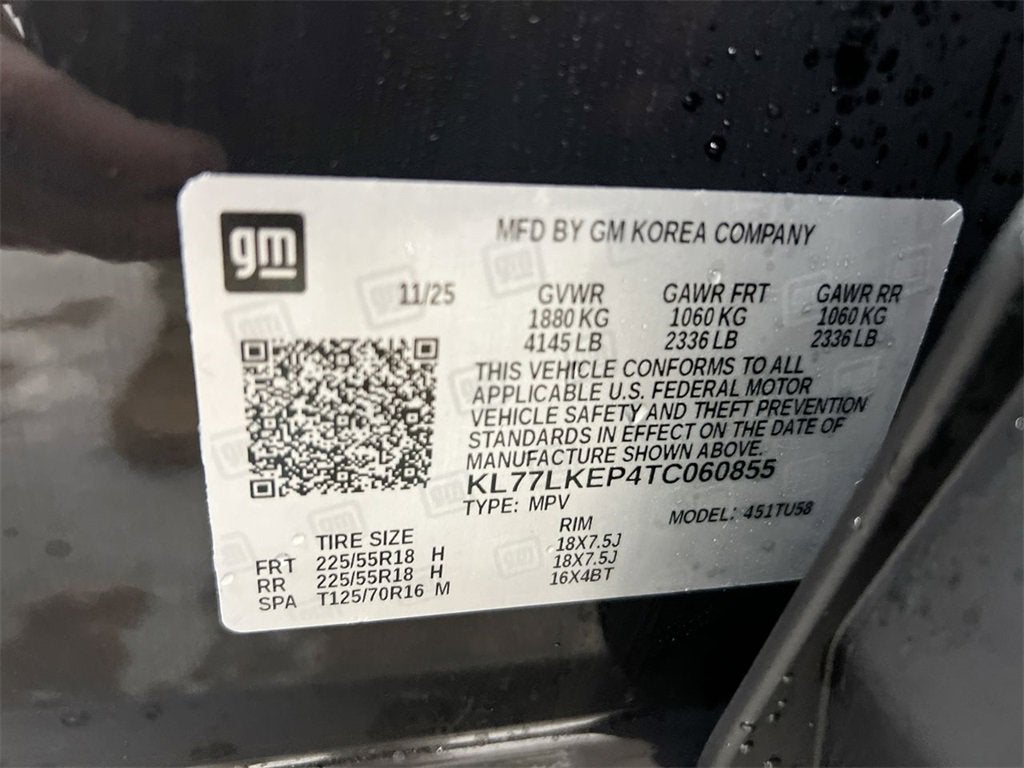 gm
MFD BY GM KOREA COMPANY
11/25 GVWR GAWR FRT GAWR RR
1880 KG 1060 KG 1060 KG
4145 LB 2336 LB 2336 LB
THIS VEHICLE CONFORMS TO ALL
APPLICABLE U.S. FEDERAL MOTOR
VEHICLE SAFETY AND THEFT PREVENTION
STANDARDS IN EFFECT ON THE DATE OF
MANUFACTURE SHOWN ABOVE.
KL77LKEP4TC060855
TYPE: MPV MODEL: 451TU58
TIRE SIZE RIM
FRT 225/55R18 H 18X7.5J
RR 225/55R18 H 18X7.5J
SPA T125/70R16 M 16X4BT